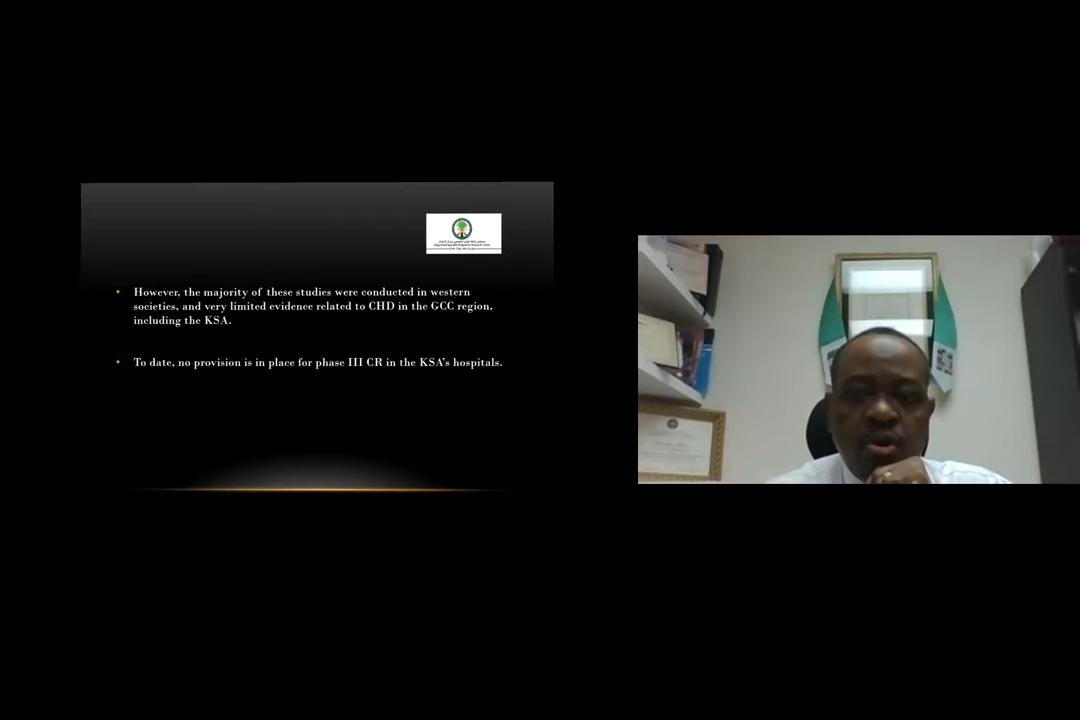 • However, the majority of these studies were conducted in western
societies, and very limited evidence related to CHD in the GCC region,
including the KSA.
• To date, no provision is in place for phase III CR in the KSA's hospitals.